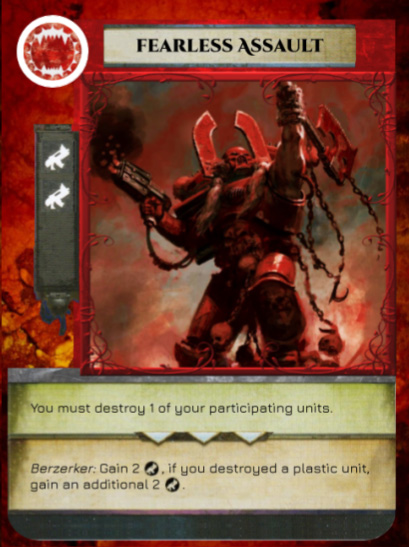 FEARLESS ASSAULT
You must destroy 1 of your participating units.
Berzerker: Gain 2 , if you destroyed a plastic unit,
gain an additional 2 .